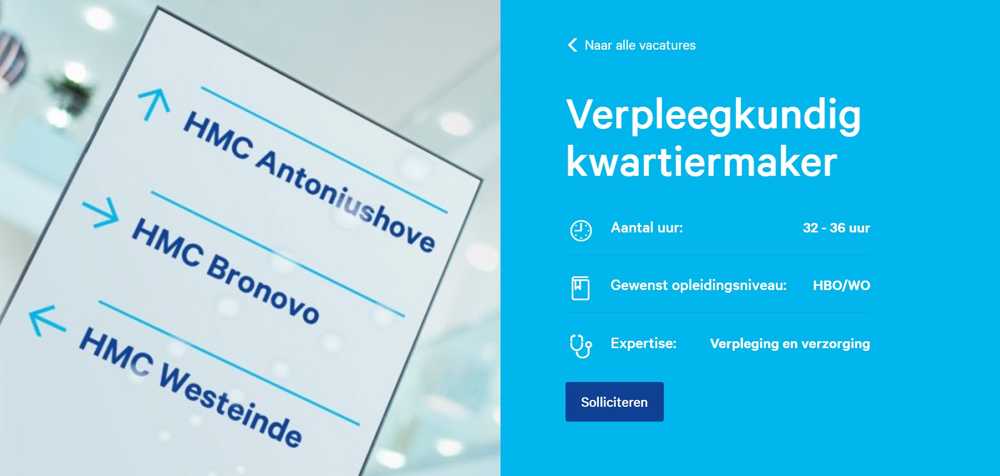 HMC Antoniushove
HMC Bronovo
HMC Westeinde
Naar alle vacatures
Verpleegkundig
kwartiermaker
Aantal uur: 32 - 36 uur
Gewenst opleidingsniveau: HBO/WO
Expertise: Verpleging en verzorging
Solliciteren